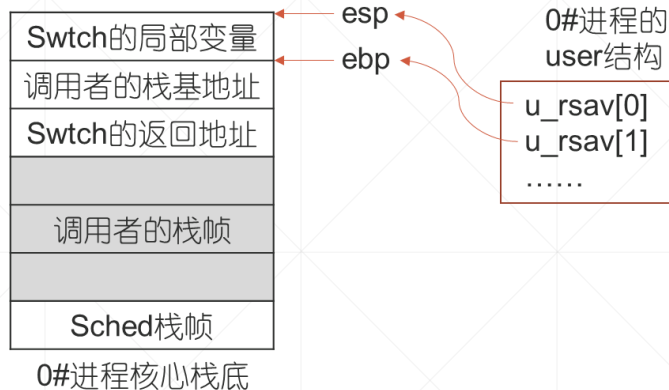 Swtch的局部变量
调用者的栈基地址
Swtch的返回地址
调用者的栈帧
Sched栈帧
0#进程核心栈底
esp
ebp
0#进程的
user结构
u_rsav[0]
u_rsav[1]
……